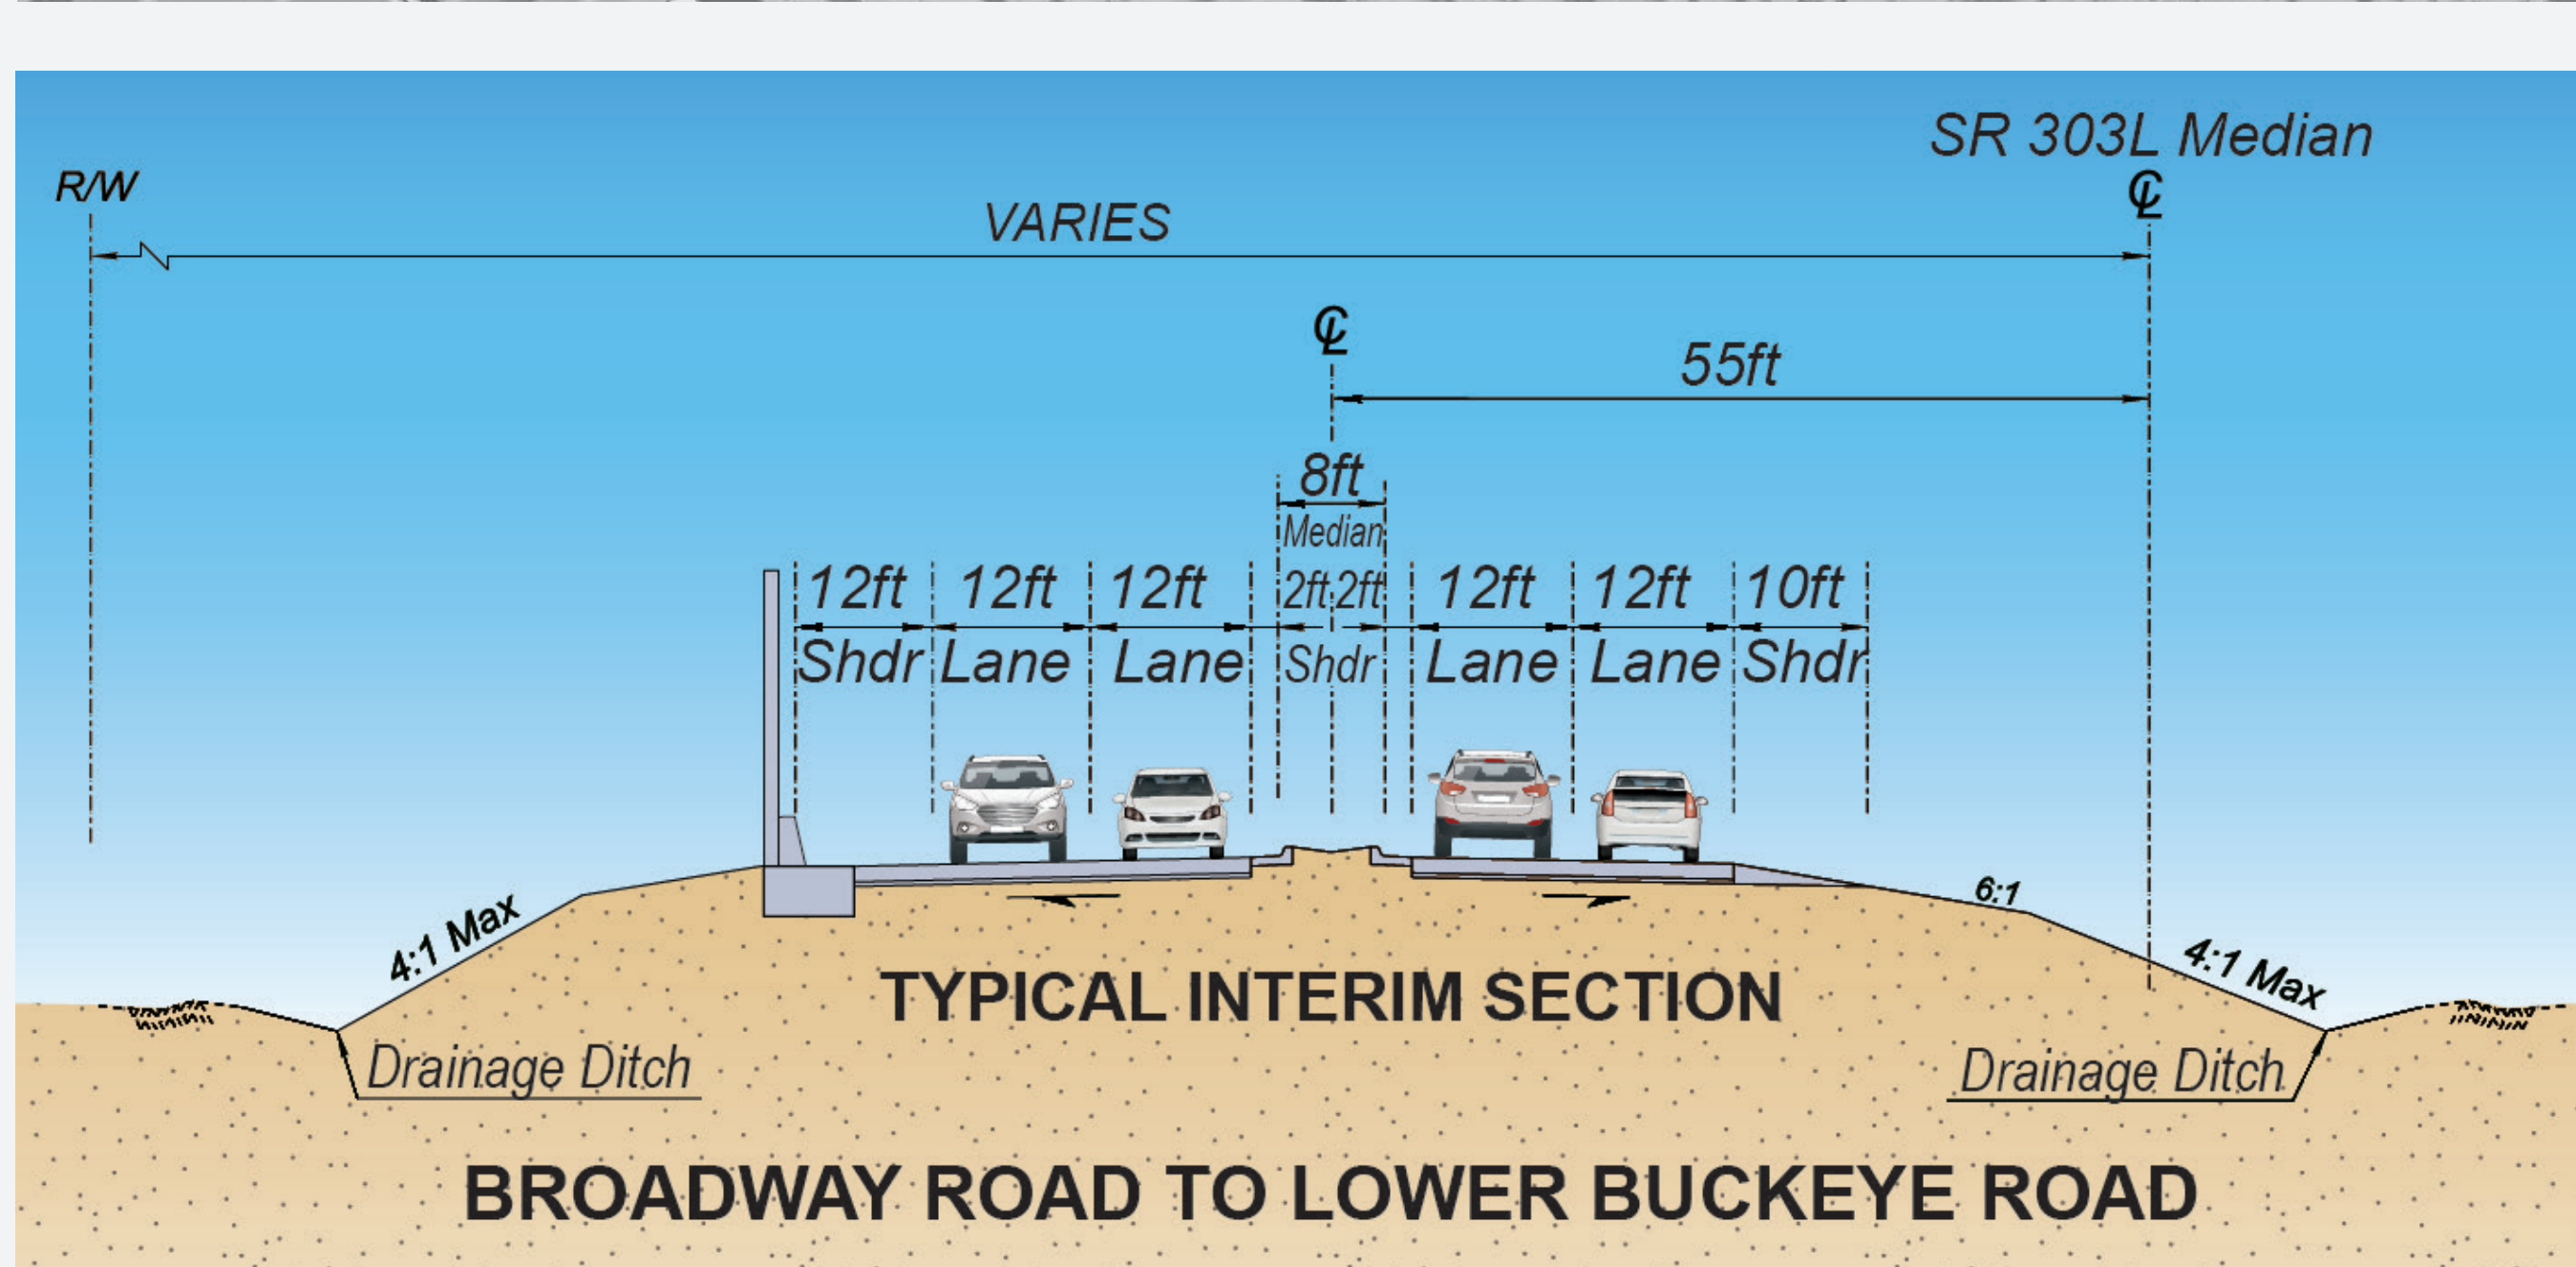 SR 303L Median
R/W
℄
VARIES
℄
55ft
8ft
Median
12ft 12ft 12ft 2ft 2ft 12ft 12ft 10ft
Shdr Lane Lane Shdr Lane Lane Shdr
4:1 Max
6:1
4:1 Max
TYPICAL INTERIM SECTION
Drainage Ditch
Drainage Ditch
BROADWAY ROAD TO LOWER BUCKEYE ROAD